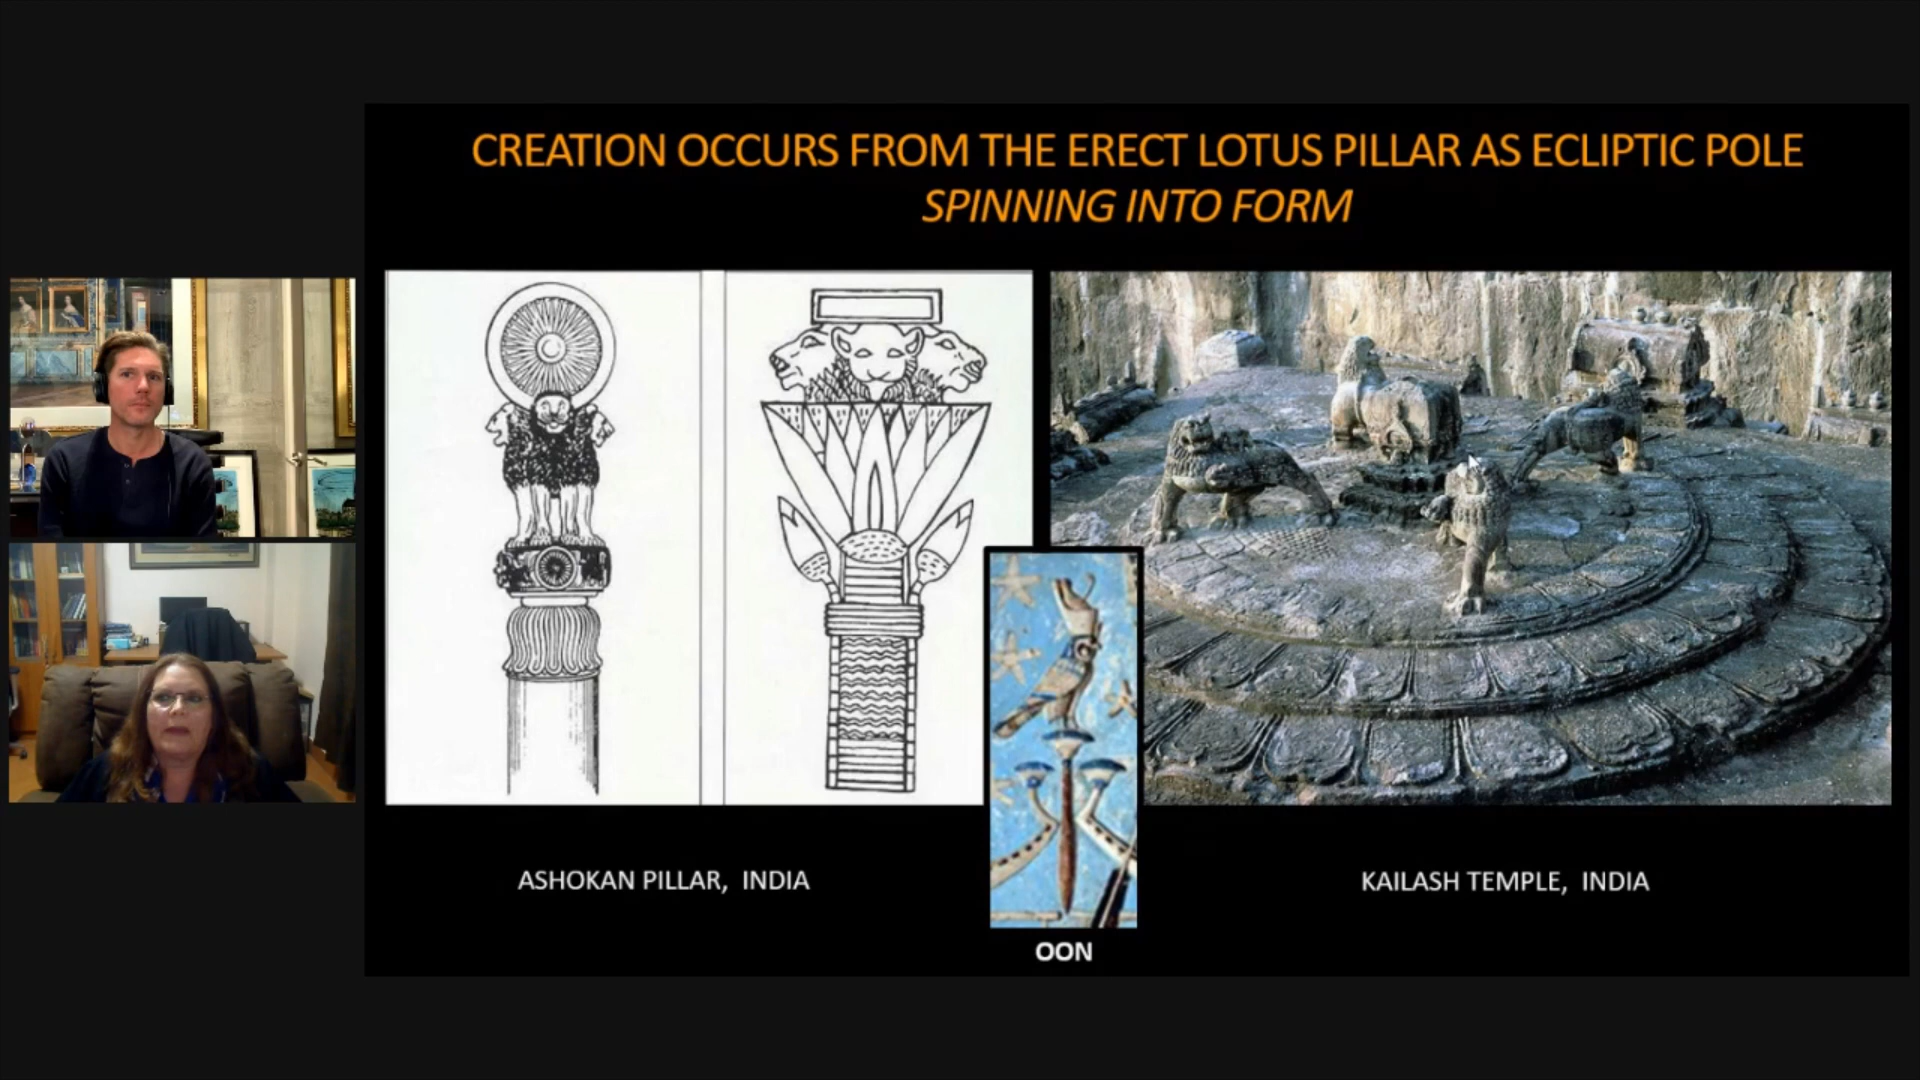 CREATION OCCURS FROM THE ERECT LOTUS PILLAR AS ECLIPTIC POLE
SPINNING INTO FORM
ASHOKAN PILLAR, INDIA
KAILASH TEMPLE, INDIA
OON